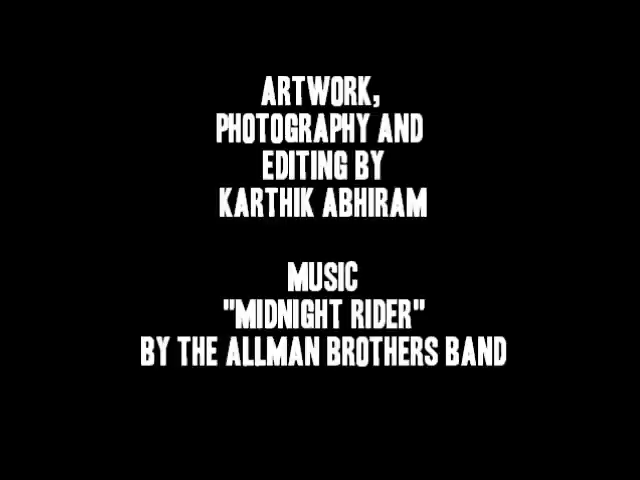 ARTWORK,
PHOTOGRAPHY AND
EDITING BY
KARTHIK ABHIRAM
MUSIC
"MIDNIGHT RIDER"
BY THE ALLMAN BROTHERS BAND